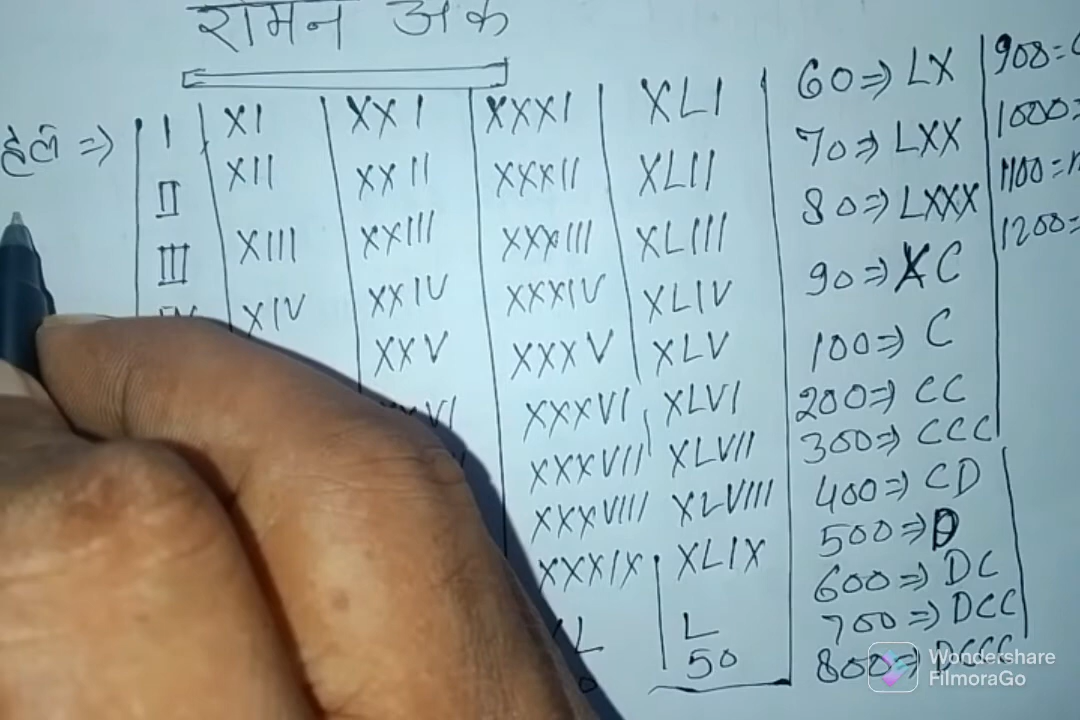 रोमन अंक
हेलो =>
I
II
III
IV
XI
XII
XIII
XIV
XXI
XXII
XXIII
XXIV
XXV
XXXI
XXXII
XXXIII
XXXIV
XXXV
XXXVI
XXXVII
XXXVIII
XXXIX
XLI
XLII
XLIII
XLIV
XLV
XLVI
XLVII
XLVIII
XLIX
L
50
60=> LX
70=> LXX
80=> LXXX
90=> XC
100=> C
200=> CC
300=> CCC
400=> CD
500=> D
600=> DC
700=> DCC
800=> DCCC
900=
1000=
1100=
1200=
Wondershare
FilmoraGo